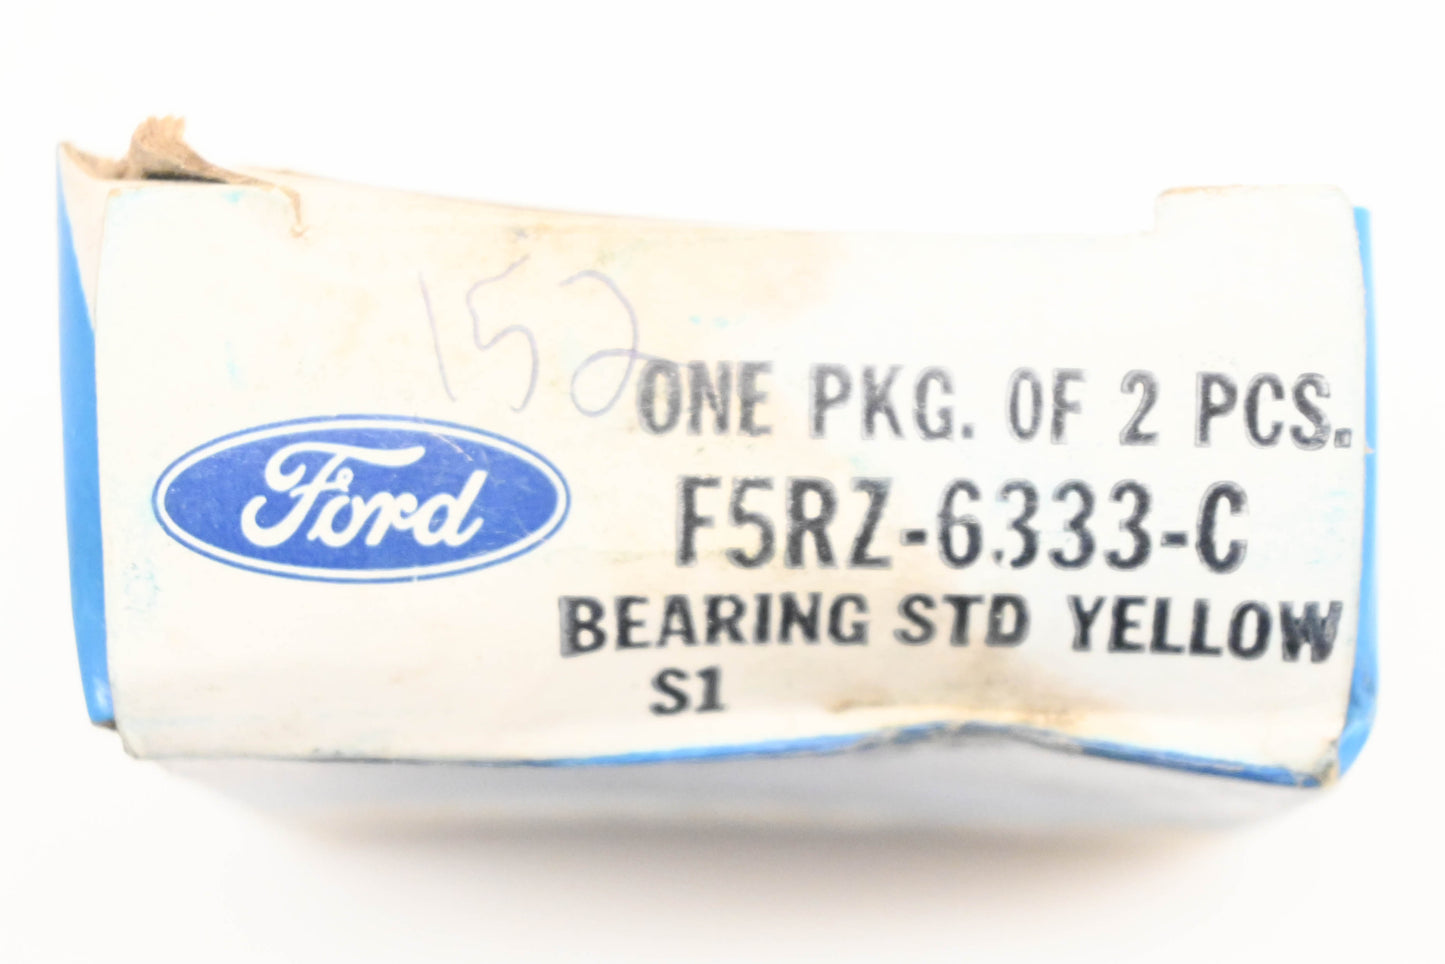 152
ONE PKG. OF 2 PCS.
Ford
F5RZ-6333-C
BEARING STD YELLOW
S1